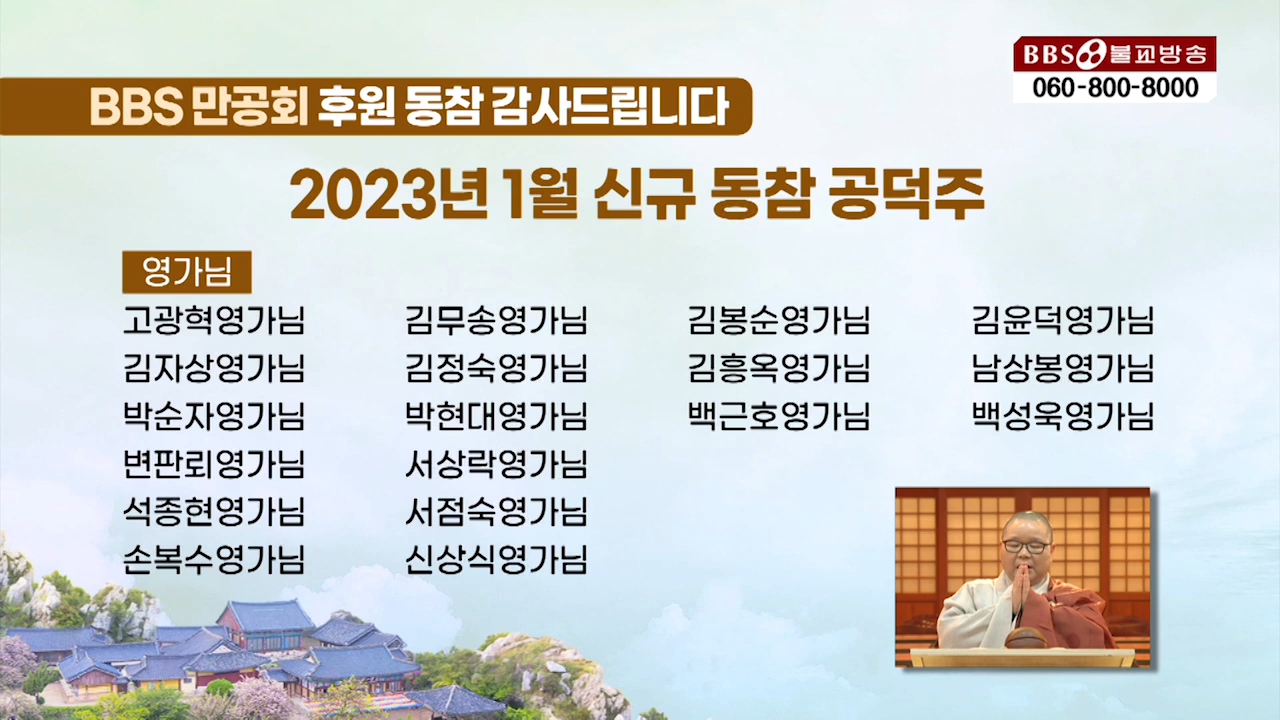 BBS 불교방송
060-800-8000
BBS 만공회 후원 동참 감사드립니다
2023년 1월 신규 동참 공덕주
영가님
고광혁영가님 김무송영가님 김봉순영가님 김윤덕영가님
김자상영가님 김정숙영가님 김흥옥영가님 남상봉영가님
박순자영가님 박현대영가님 백근호영가님 백성욱영가님
변판뢰영가님 서상락영가님
석종현영가님 서점숙영가님
손복수영가님 신상식영가님